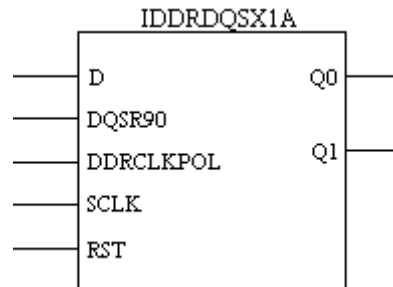 IDDRDQSX1A
D Q0
DQSR90
DDRCLKPOL Q1
SCLK
RST